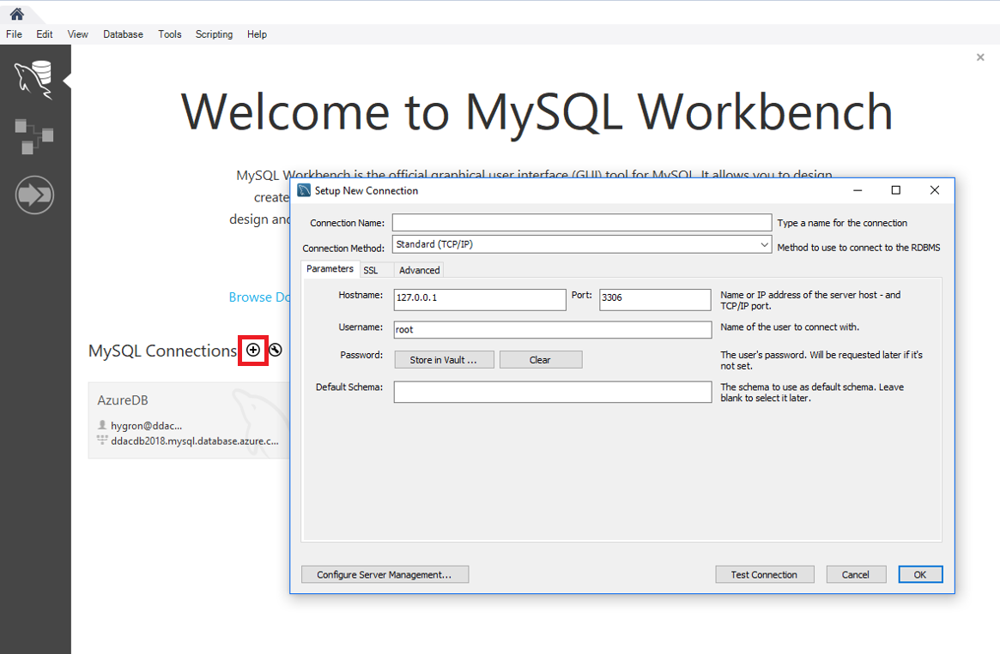 File Edit View Database Tools Scripting Help
Welcome to MySQL Workbench
MySQL Workbench is the official graphical user interface (GUI) tool for MySQL. It allows you to design,
create
design and
Browse Do
MySQL Connections
AzureDB
hygron@ddac...
ddacdb2018.mysql.database.azure.c...
Setup New Connection
Connection Name: Type a name for the connection
Connection Method: Standard (TCP/IP) Method to use to connect to the RDBMS
Parameters SSL Advanced
Hostname: 127.0.0.1 Port: 3306 Name or IP address of the server host - and
TCP/IP port.
Username: root Name of the user to connect with.
Password: Store in Vault ... Clear The user's password. Will be requested later if it's
not set.
Default Schema: The schema to use as default schema. Leave
blank to select it later.
Configure Server Management... Test Connection Cancel OK